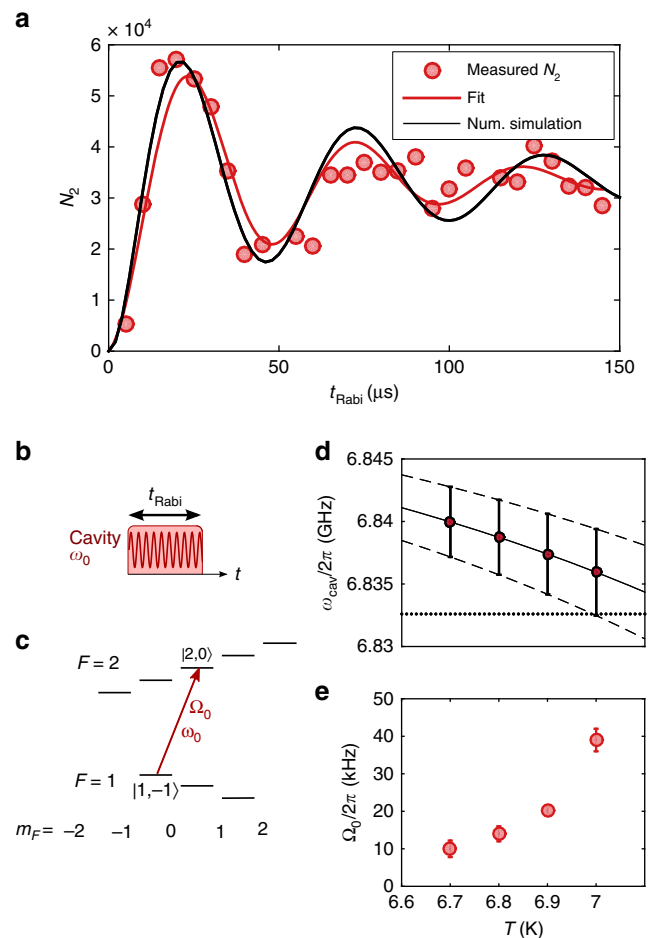 a
× 10⁴
6
5
4
3
2
1
0
N₂
0 50 100 150
t_Rabi (μs)
Measured N₂
Fit
Num. simulation
b
t_Rabi
Cavity
ω₀
t
c
F = 2
|2,0⟩
Ω₀
ω₀
F = 1
|1,−1⟩
m_F = −2 −1 0 1 2
d
6.845
6.84
6.835
6.83
ω_cav/2π (GHz)
e
50
40
30
20
10
0
Ω₀/2π (kHz)
6.6 6.7 6.8 6.9 7
T (K)